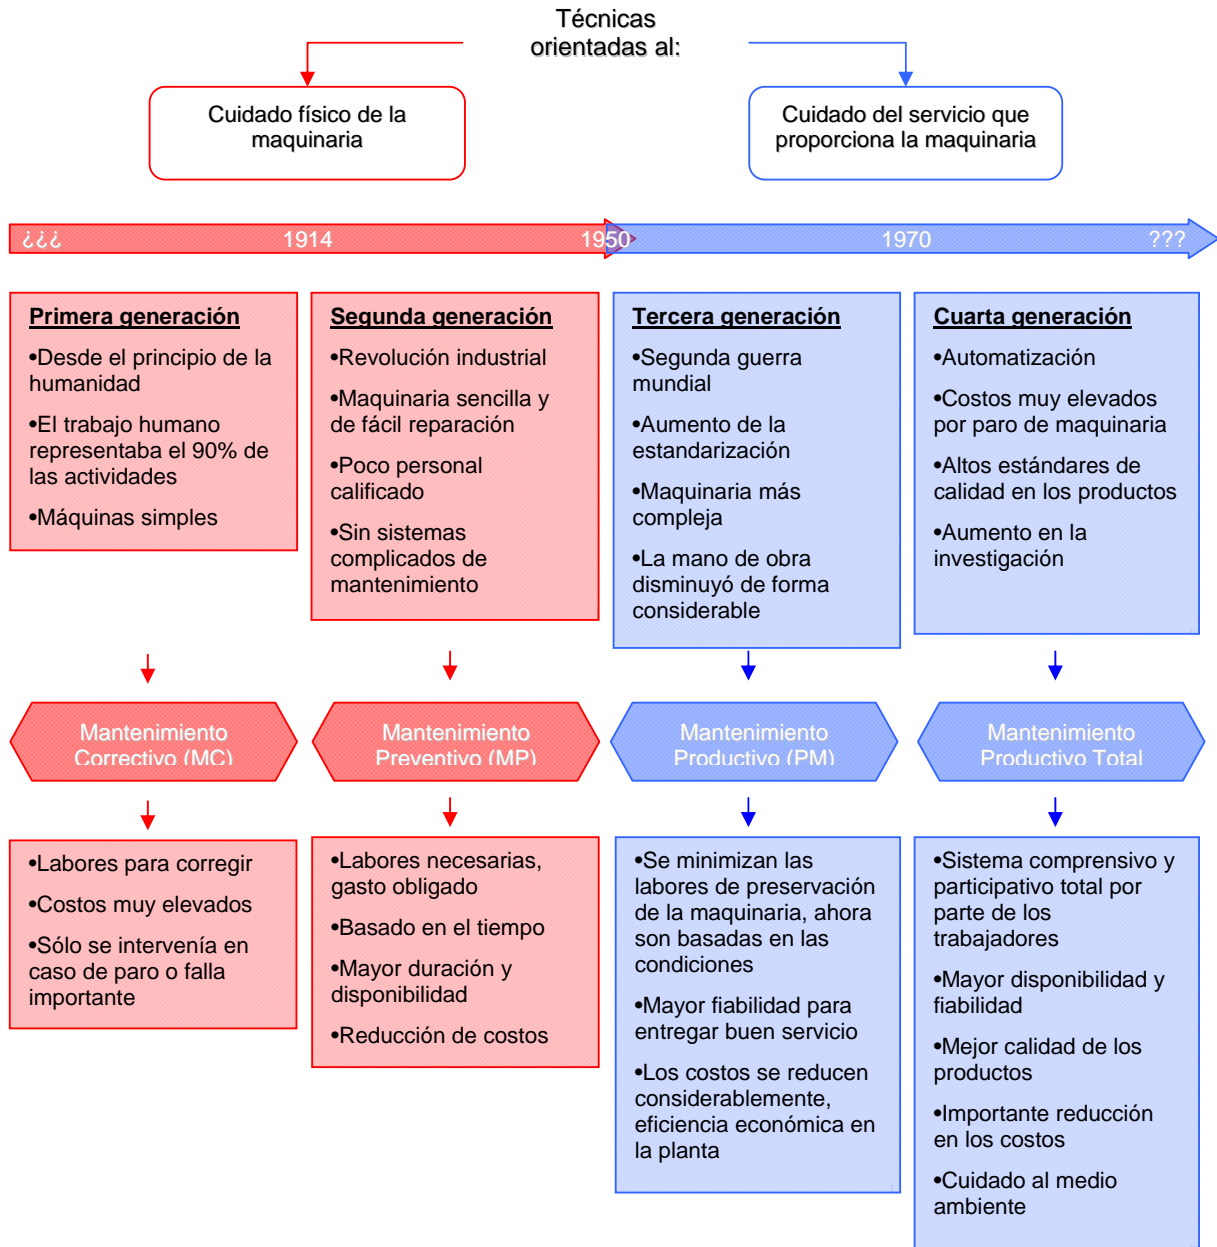 Técnicas
orientadas al:
Cuidado físico de la
maquinaria
Cuidado del servicio que
proporciona la maquinaria
¿¿¿ 1914 1950 1970 ???
Primera generación
•Desde el principio de la
humanidad
•El trabajo humano
representaba el 90% de
las actividades
•Máquinas simples
Segunda generación
•Revolución industrial
•Maquinaria sencilla y
de fácil reparación
•Poco personal
calificado
•Sin sistemas
complicados de
mantenimiento
Tercera generación
•Segunda guerra
mundial
•Aumento de la
estandarización
•Maquinaria más
compleja
•La mano de obra
disminuyó de forma
considerable
Cuarta generación
•Automatización
•Costos muy elevados
por paro de maquinaria
•Altos estándares de
calidad en los productos
•Aumento en la
investigación
Mantenimiento
Correctivo (MC)
Mantenimiento
Preventivo (MP)
Mantenimiento
Productivo (PM)
Mantenimiento
Productivo Total
•Labores para corregir
•Costos muy elevados
•Sólo se intervenía en
caso de paro o falla
importante
•Labores necesarias,
gasto obligado
•Basado en el tiempo
•Mayor duración y
disponibilidad
•Reducción de costos
•Se minimizan las
labores de preservación
de la maquinaria, ahora
son basadas en las
condiciones
•Mayor fiabilidad para
entregar buen servicio
•Los costos se reducen
considerablemente,
eficiencia económica en
la planta
•Sistema comprensivo y
participativo total por
parte de los
trabajadores
•Mayor disponibilidad y
fiabilidad
•Mejor calidad de los
productos
•Importante reducción
en los costos
•Cuidado al medio
ambiente